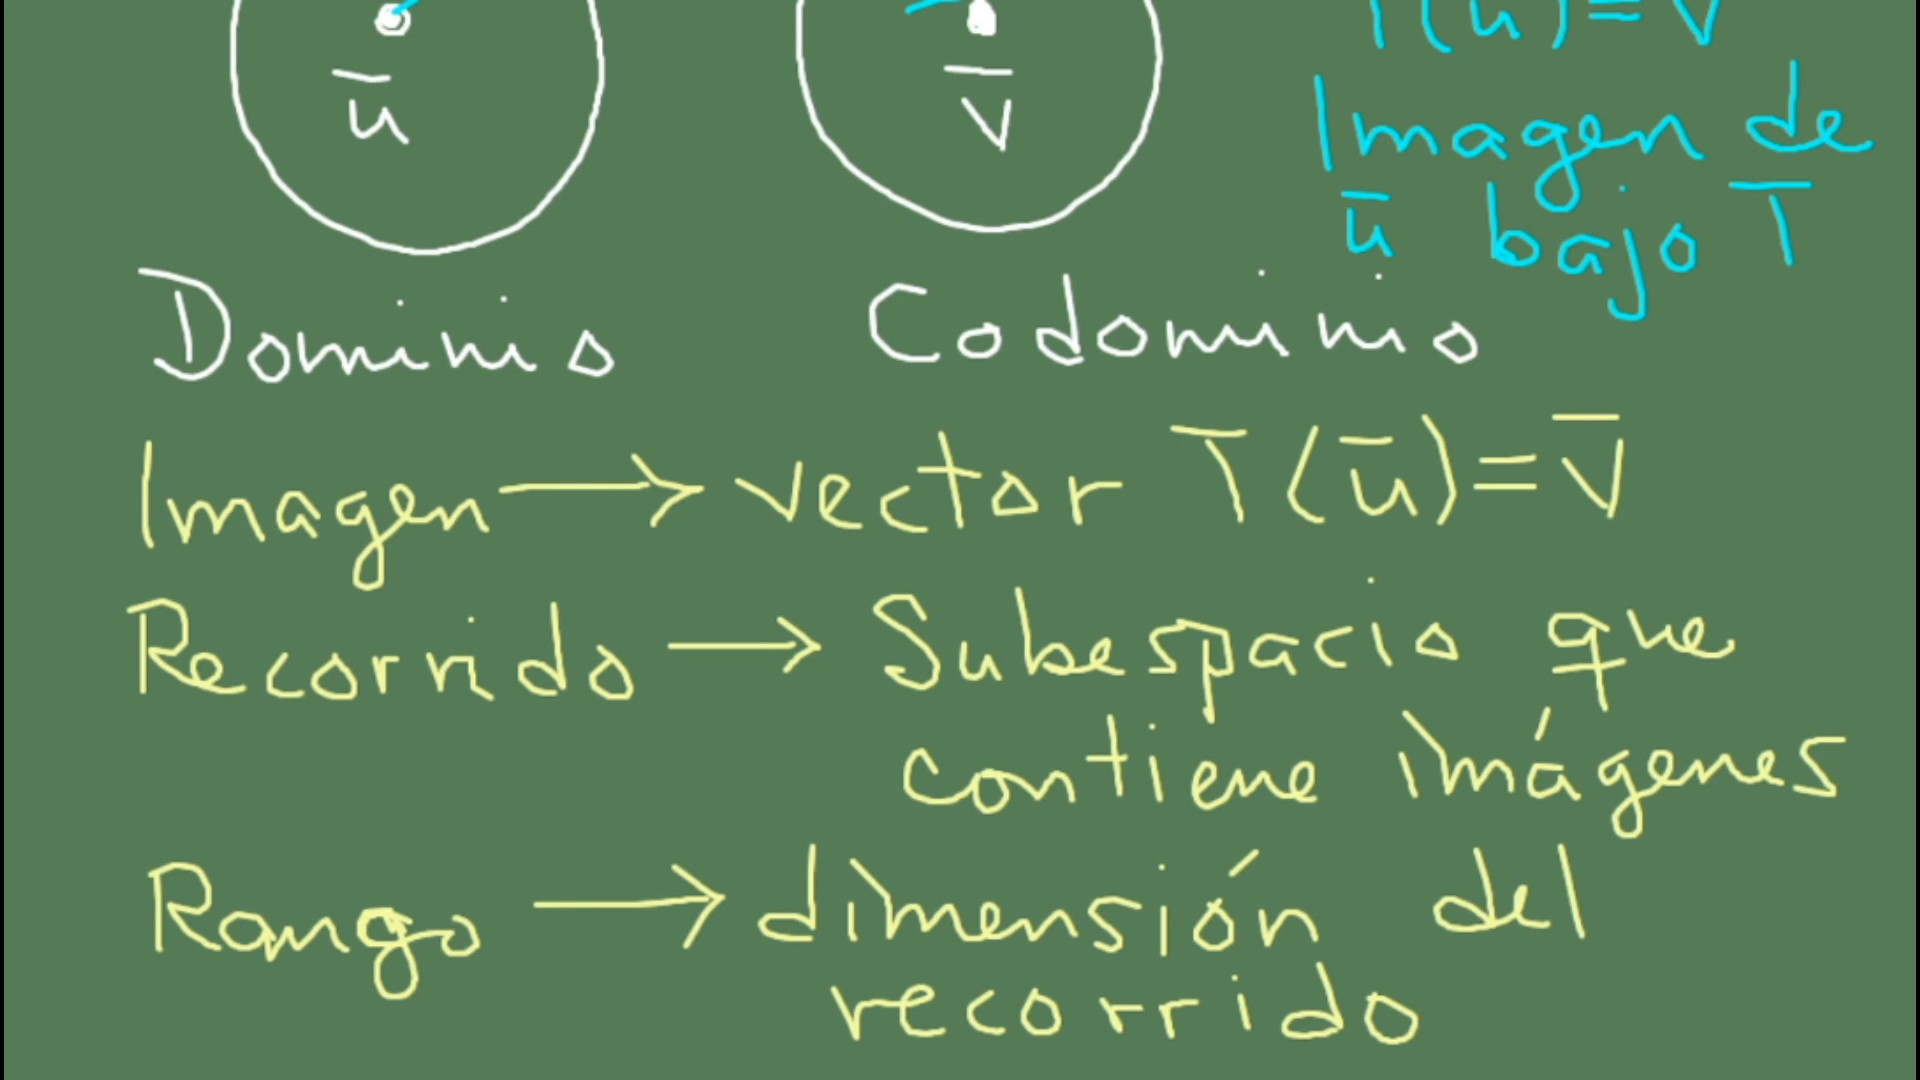 T(ū) = v̄
ū v̄
Imagen de
ū bajo T
Dominio Codominio
Imagen → vector T(ū) = v̄
Recorrido → Subespacio que
contiene imágenes
Rango → dimensión del
recorrido